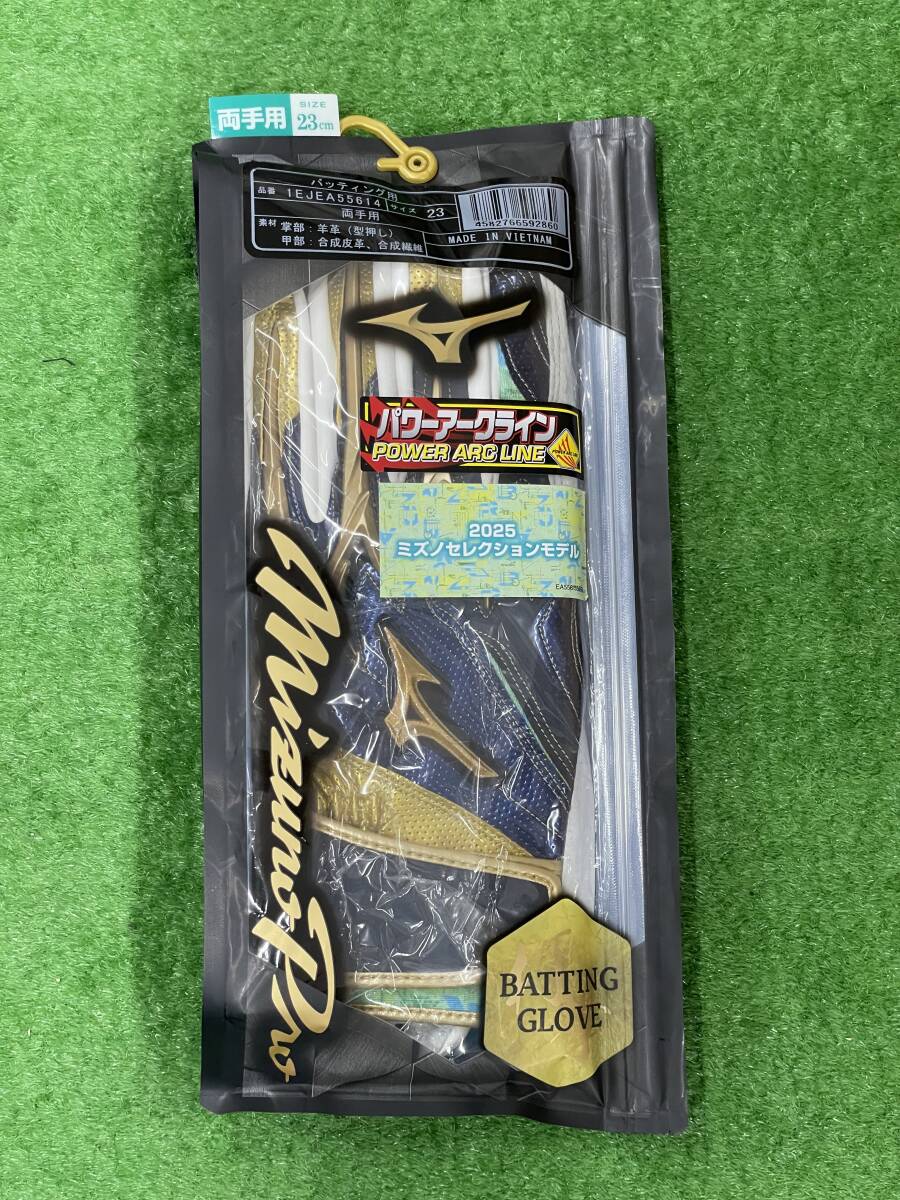 両手用
SIZE
23cm
バッティング用
品番 1EJEA55614 サイズ 23
両手用
素材 掌部:羊革(型押し)
甲部:合成皮革、合成繊維
4582766592860
MADE IN VIETNAM
パワーアークライン
POWER ARC LINE
2025
ミズノセレクションモデル
Mizuno Pro
BATTING
GLOVE